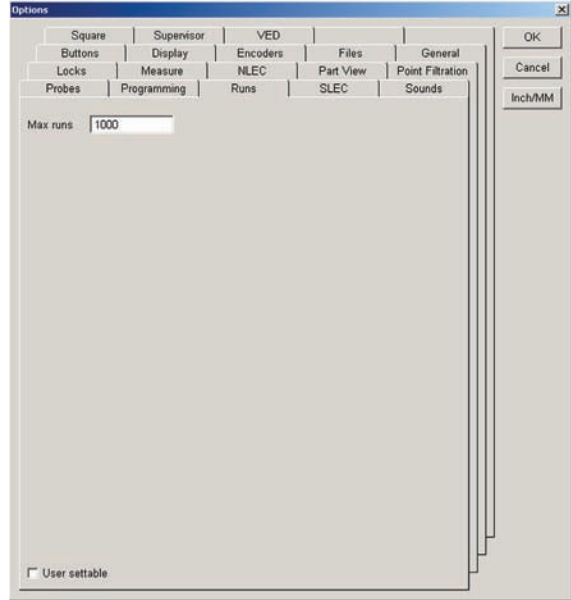 Options
Square Supervisor VED
Buttons Display Encoders Files General
Locks Measure NLEC Part View Point Filtration
Probes Programming Runs SLEC Sounds
OK
Cancel
Inch/MM
Max runs 1000
User settable